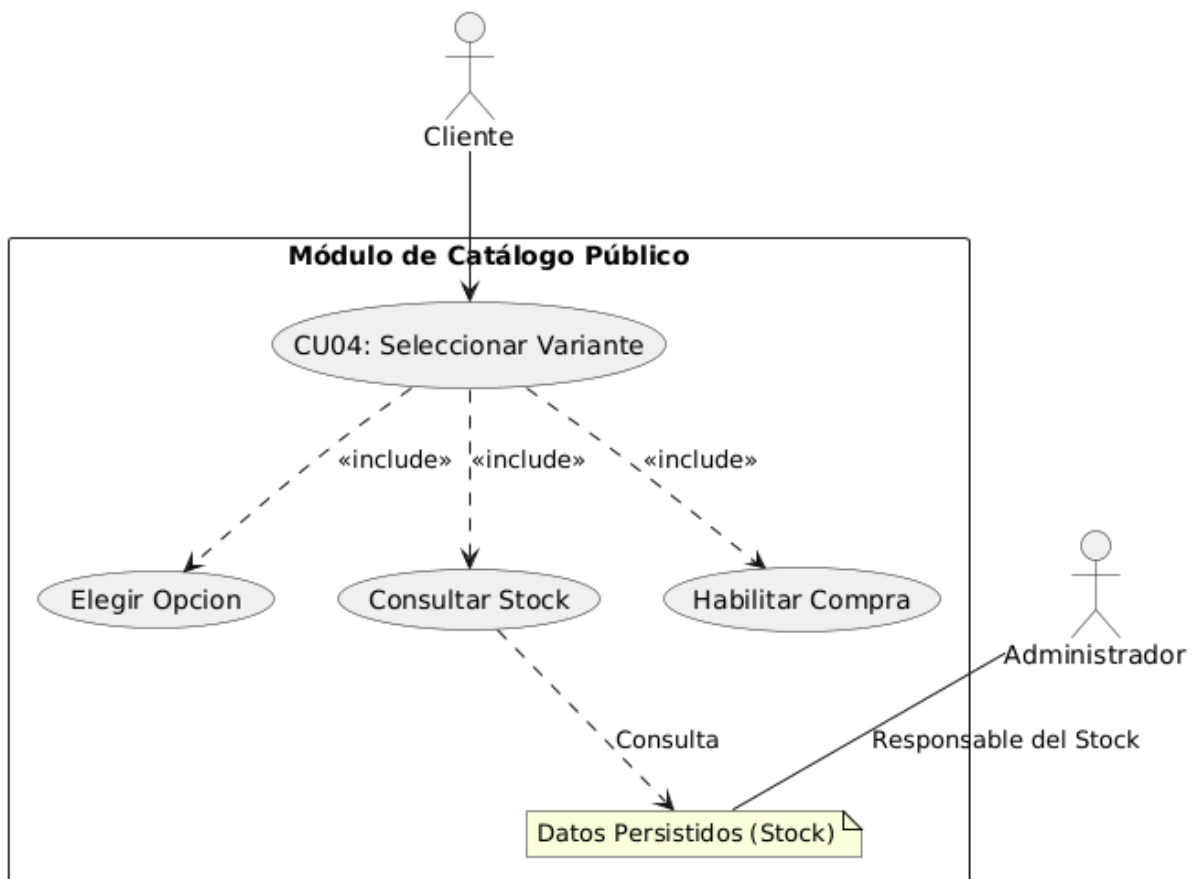 Cliente
Módulo de Catálogo Público
CU04: Seleccionar Variante
«include»
«include»
«include»
Elegir Opcion
Consultar Stock
Habilitar Compra
Administrador
Consulta
Responsable del Stock
Datos Persistidos (Stock)